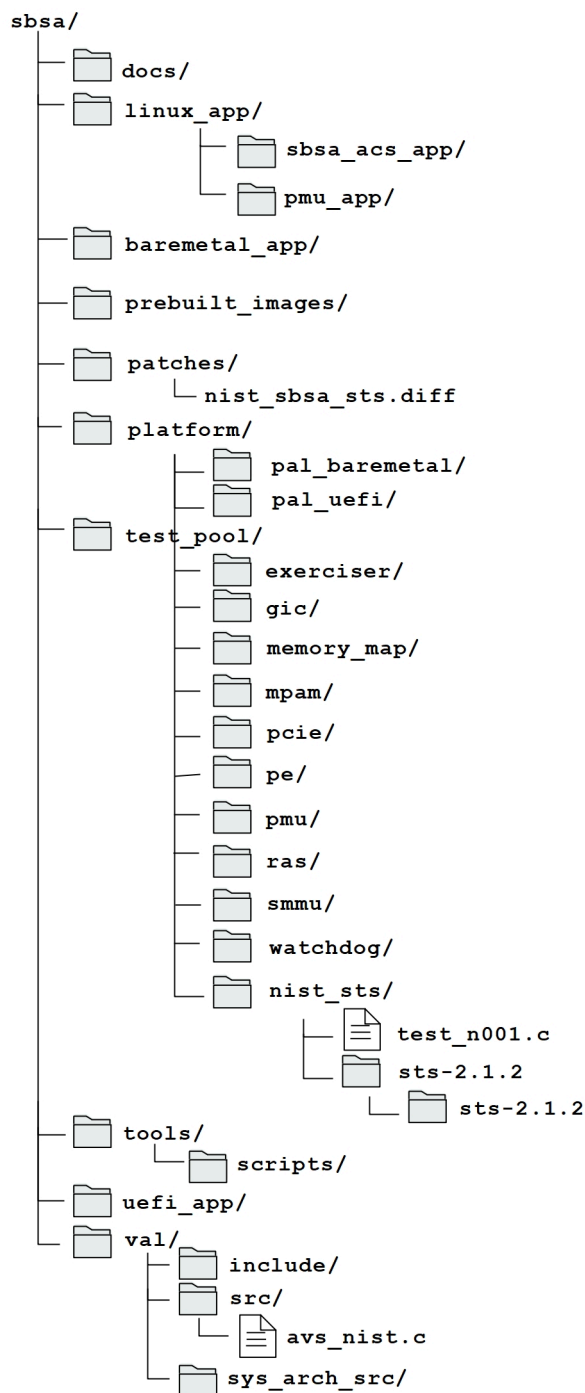 sbsa/
docs/
linux_app/
sbsa_acs_app/
pmu_app/
baremetal_app/
prebuilt_images/
patches/
nist_sbsa_sts.diff
platform/
pal_baremetal/
pal_uefi/
test_pool/
exerciser/
gic/
memory_map/
mpam/
pcie/
pe/
pmu/
ras/
smmu/
watchdog/
nist_sts/
test_n001.c
sts-2.1.2
sts-2.1.2
tools/
scripts/
uefi_app/
val/
include/
src/
avs_nist.c
sys_arch_src/